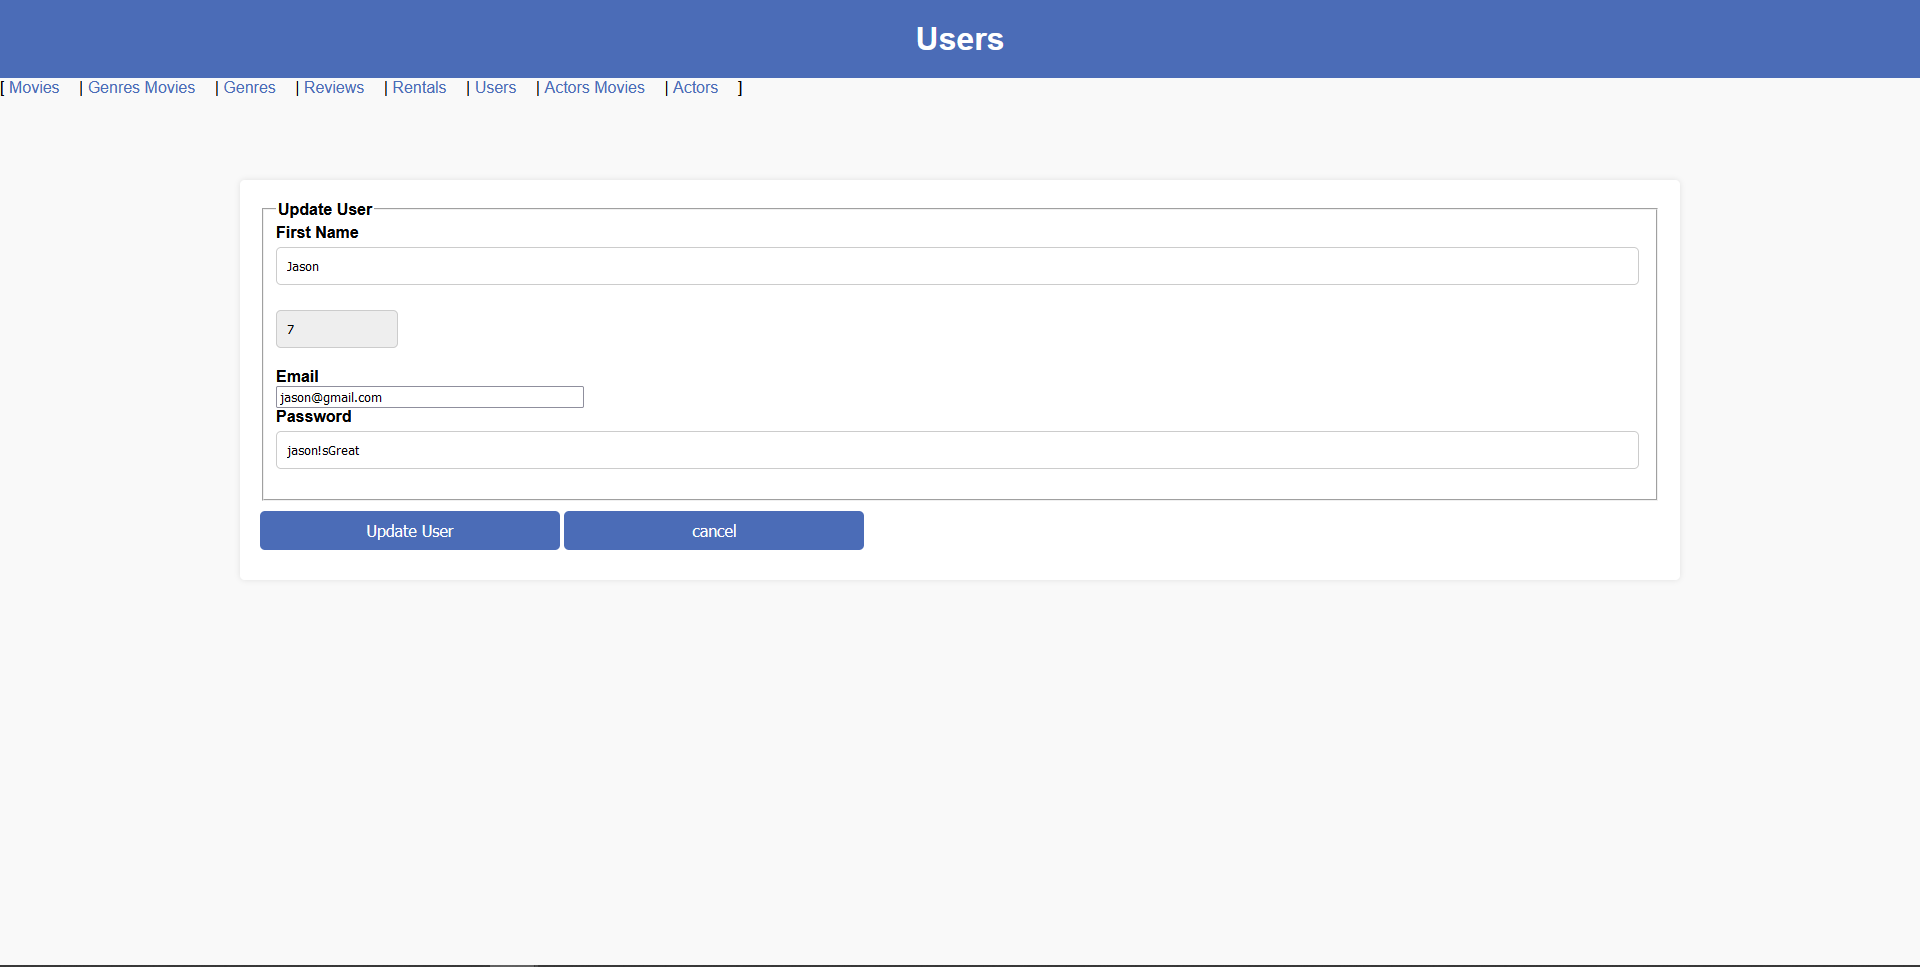 Users
[ Movies | Genres Movies | Genres | Reviews | Rentals | Users | Actors Movies | Actors ]
Update User
First Name
Jason
7
Email
jason@gmail.com
Password
jason!sGreat
Update User cancel